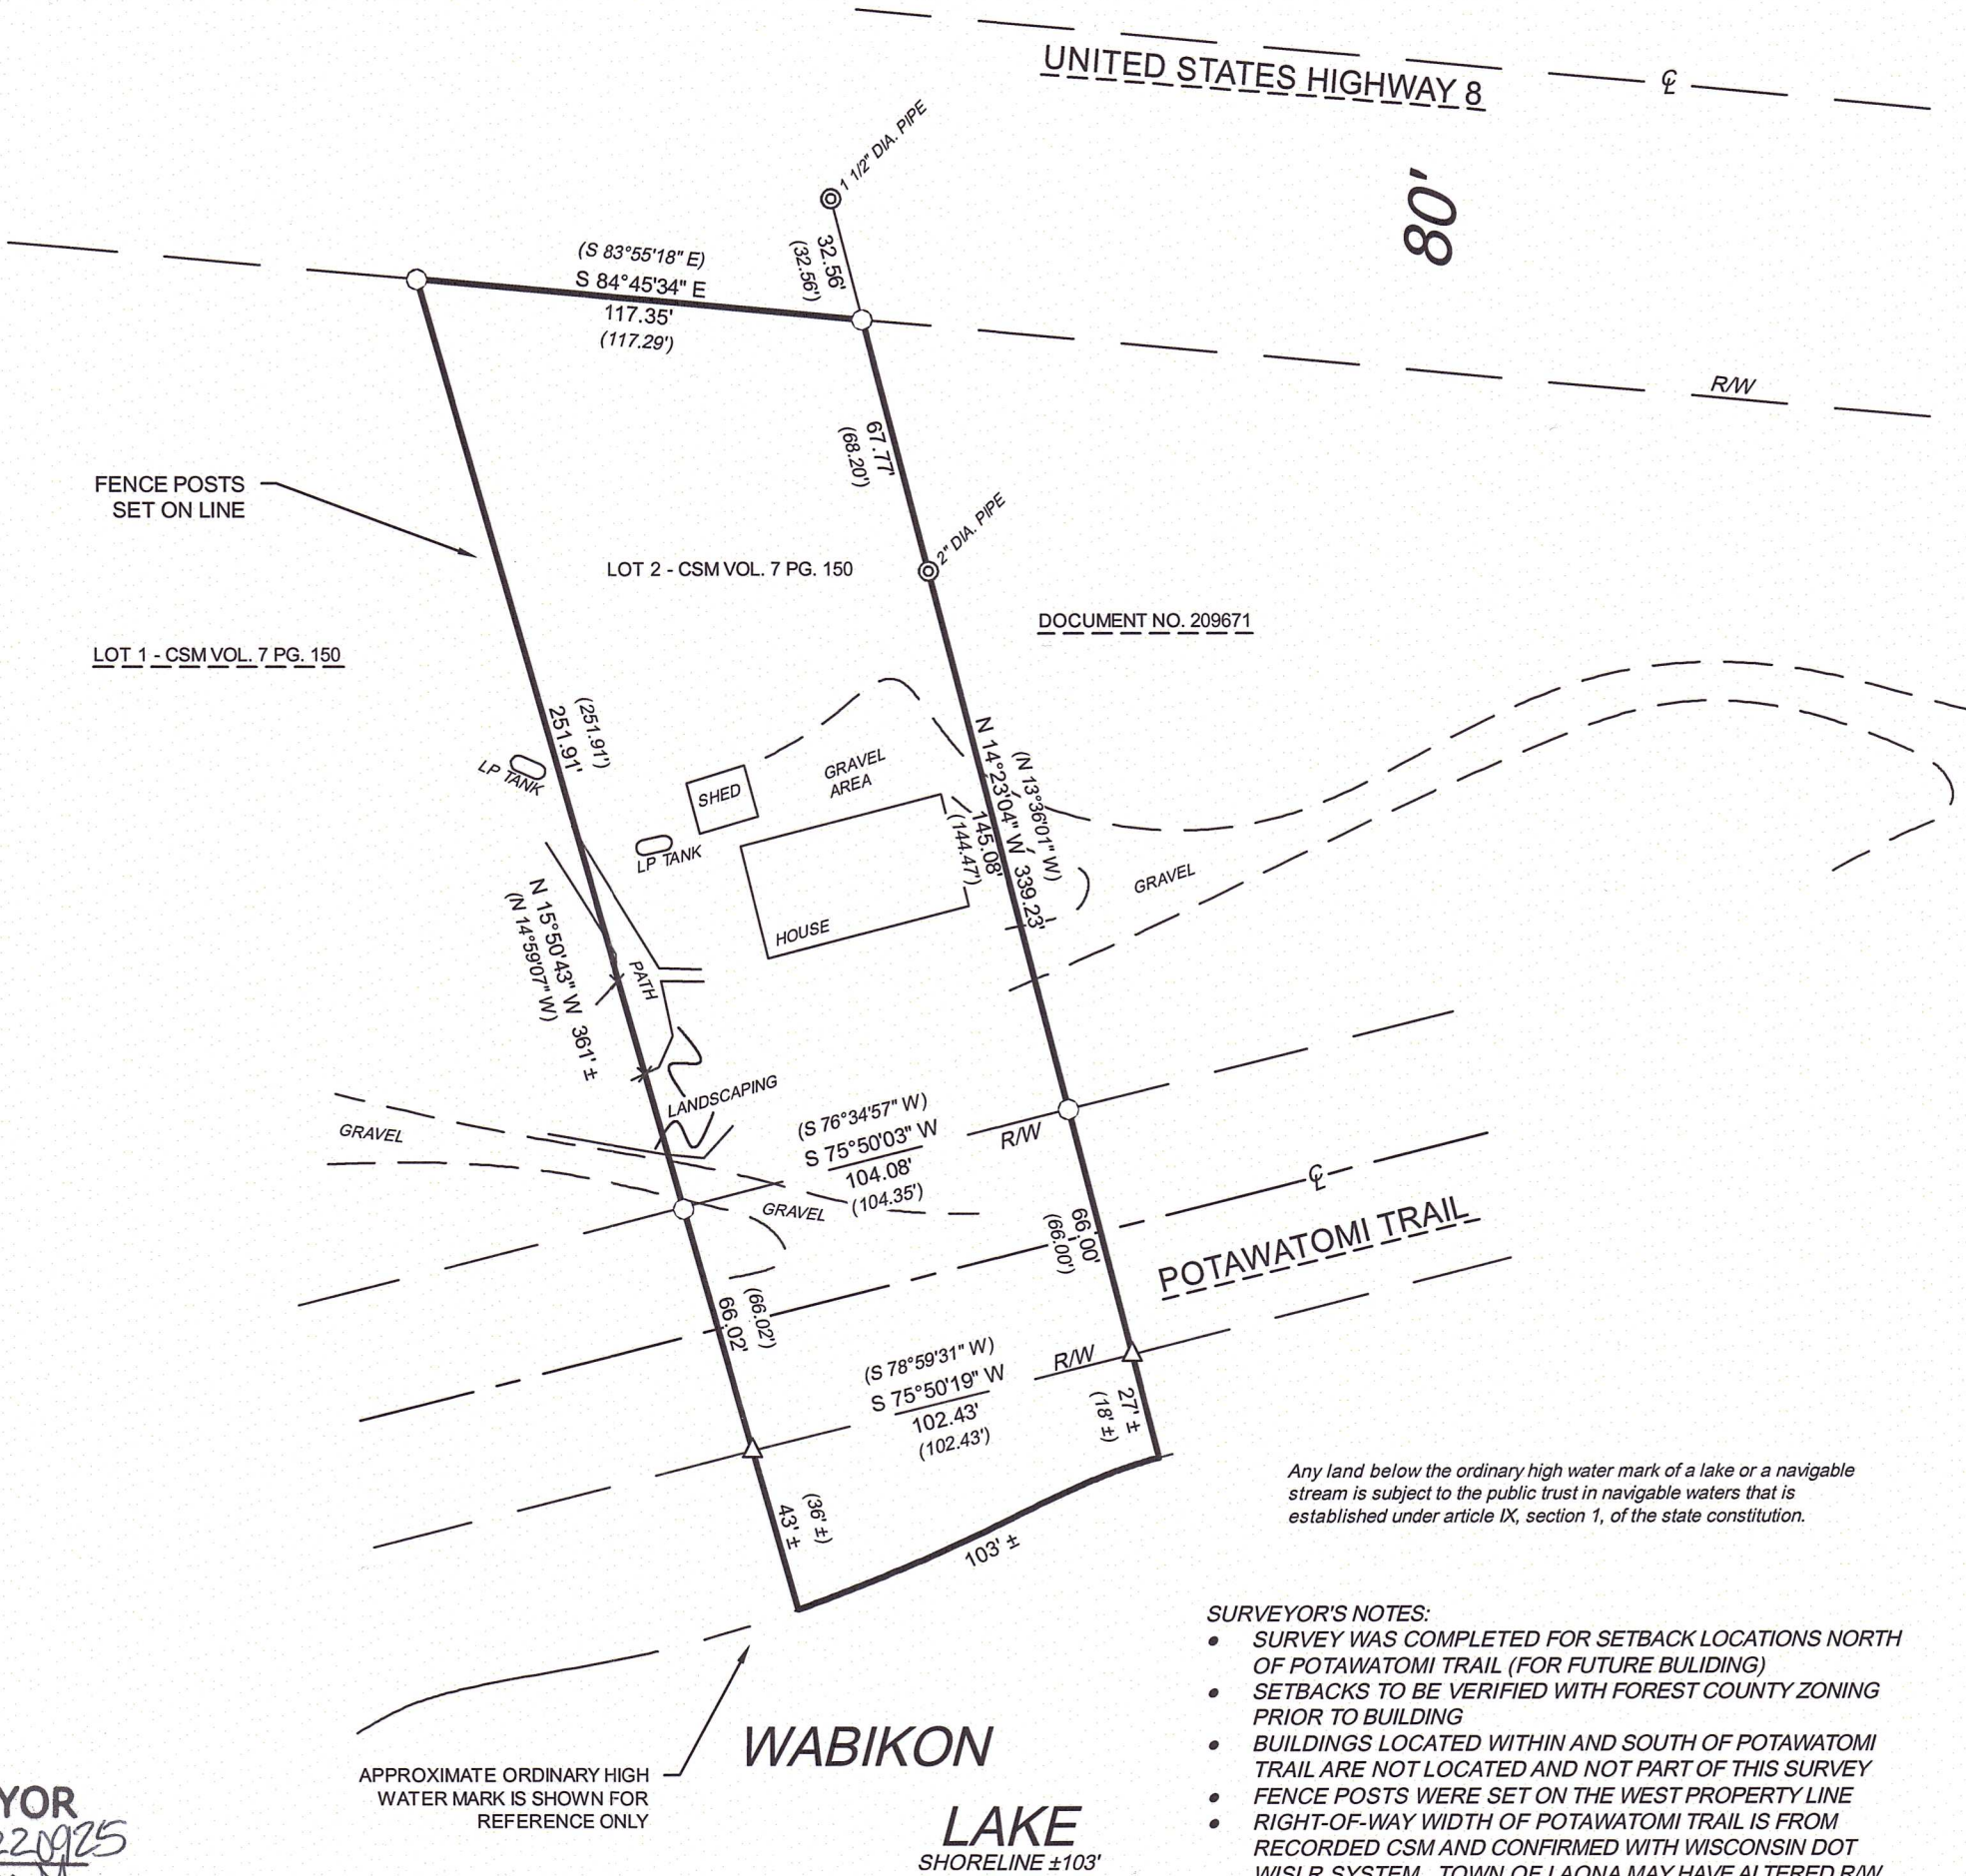 UNITED STATES HIGHWAY 8
℄
80'
1 1/2" DIA. PIPE
32.56'
(32.56')
(S 83°55'18" E)
S 84°45'34" E
117.35'
(117.29')
R/W
67.77'
(68.20')
FENCE POSTS
SET ON LINE
2" DIA. PIPE
LOT 2 - CSM VOL. 7 PG. 150
DOCUMENT NO. 209671
LOT 1 - CSM VOL. 7 PG. 150
(251.91')
251.91'
LP TANK
SHED
GRAVEL
AREA
LP TANK
HOUSE
(N 13°36'01" W)
N 14°23'04" W 339.23'
145.08'
(144.47')
GRAVEL
N 15°50'43" W 361' ±
(N 14°59'07" W)
PATH
LANDSCAPING
GRAVEL
(S 76°34'57" W)
S 75°50'03" W
104.08'
(104.35')
R/W
GRAVEL
℄
66.00'
(66.00')
POTAWATOMI TRAIL
(66.02')
66.02'
(S 78°59'31" W)
S 75°50'19" W
102.43'
(102.43')
R/W
27' ±
(18' ±)
(36' ±)
43' ±
103' ±
Any land below the ordinary high water mark of a lake or a navigable
stream is subject to the public trust in navigable waters that is
established under article IX, section 1, of the state constitution.
SURVEYOR'S NOTES:
• SURVEY WAS COMPLETED FOR SETBACK LOCATIONS NORTH
OF POTAWATOMI TRAIL (FOR FUTURE BULIDING)
• SETBACKS TO BE VERIFIED WITH FOREST COUNTY ZONING
PRIOR TO BUILDING
• BUILDINGS LOCATED WITHIN AND SOUTH OF POTAWATOMI
TRAIL ARE NOT LOCATED AND NOT PART OF THIS SURVEY
• FENCE POSTS WERE SET ON THE WEST PROPERTY LINE
• RIGHT-OF-WAY WIDTH OF POTAWATOMI TRAIL IS FROM
RECORDED CSM AND CONFIRMED WITH WISCONSIN DOT
WISLR SYSTEM. TOWN OF LAONA MAY HAVE ALTERED R/W
APPROXIMATE ORDINARY HIGH
WATER MARK IS SHOWN FOR
REFERENCE ONLY
WABIKON
LAKE
SHORELINE ±103'
YOR
220925